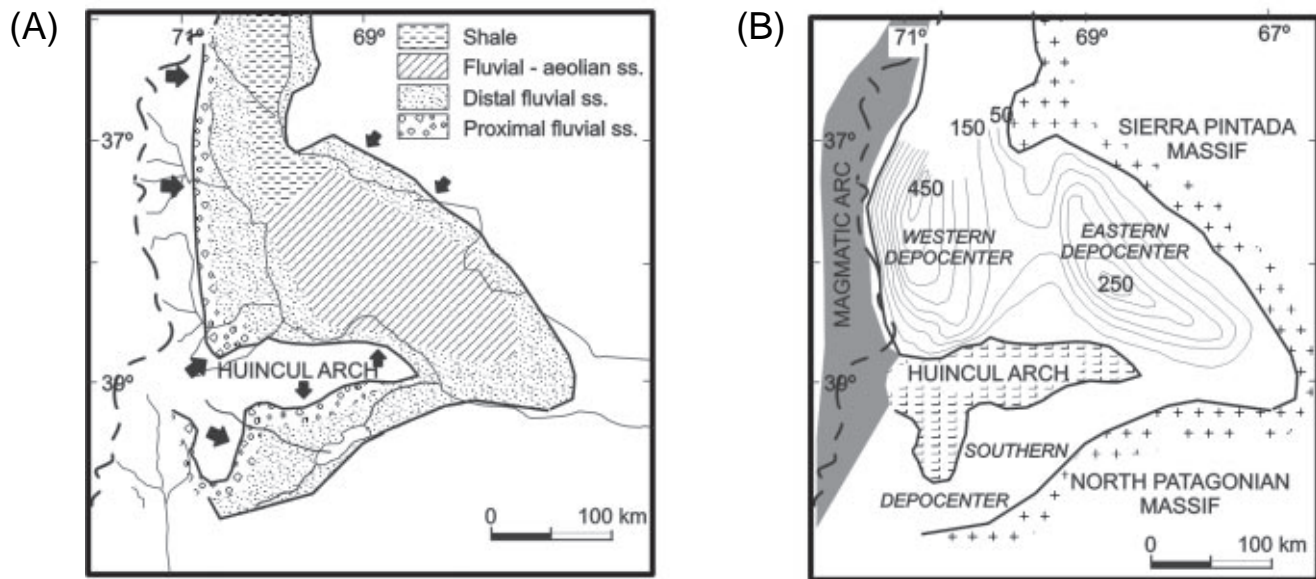 (A)
71º
69º
Shale
Fluvial - aeolian ss.
Distal fluvial ss.
Proximal fluvial ss.
37º
HUINCUL ARCH
39º
0 100 km
(B)
71º
69º
67º
37º
150
50
SIERRA PINTADA
MASSIF
450
MAGMATIC ARC
WESTERN
DEPOCENTER
EASTERN
DEPOCENTER
250
HUINCUL ARCH
39º
SOUTHERN
DEPOCENTER
NORTH PATAGONIAN
MASSIF
0 100 km